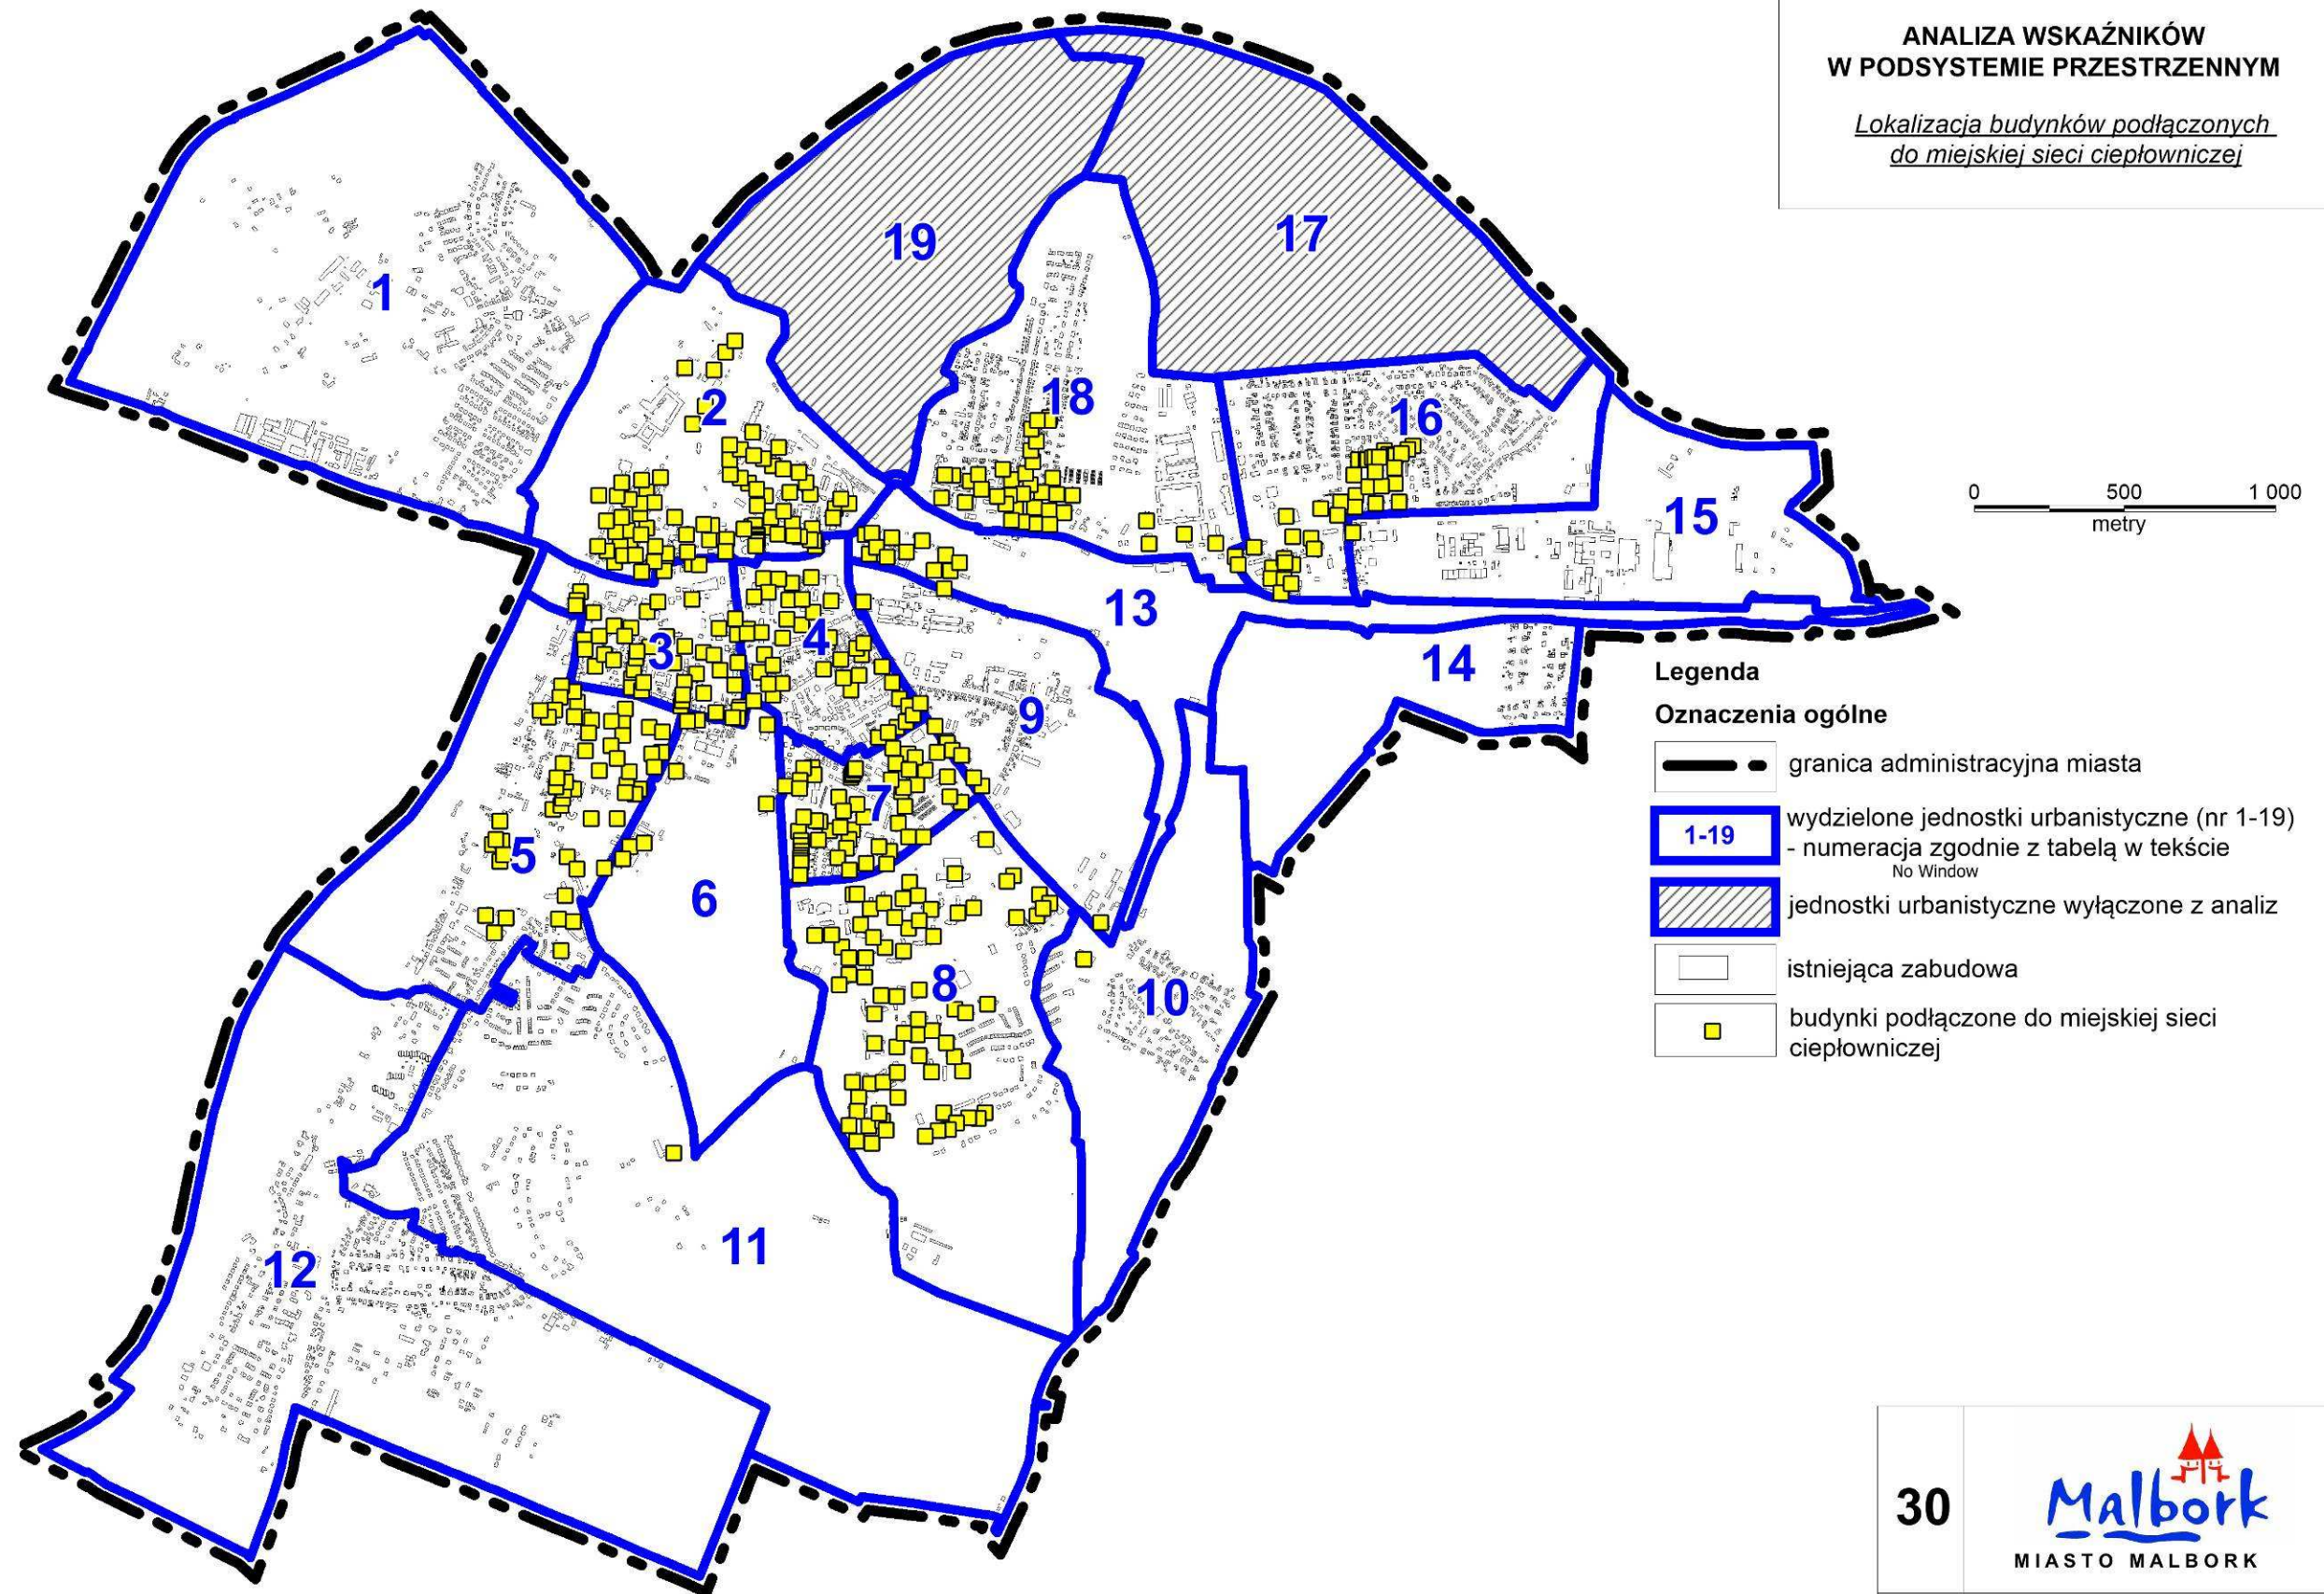 ANALIZA WSKAŹNIKÓW
W PODSYSTEMIE PRZESTRZENNYM
Lokalizacja budynków podłączonych
do miejskiej sieci ciepłowniczej
19
17
1
2
18
16
15
0 500 1 000
metry
13
3
4
14
9
7
5
6
8
10
11
12
Legenda
Oznaczenia ogólne
granica administracyjna miasta
1-19
wydzielone jednostki urbanistyczne (nr 1-19)
- numeracja zgodnie z tabelą w tekście
No Window
jednostki urbanistyczne wyłączone z analiz
istniejąca zabudowa
budynki podłączone do miejskiej sieci
ciepłowniczej
30
Malbork
MIASTO MALBORK